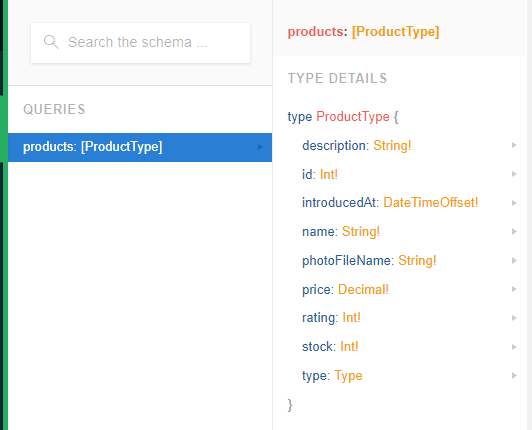 Search the schema ...
QUERIES
products: [ProductType]
products: [ProductType]
TYPE DETAILS
type ProductType {
description: String!
id: Int!
introducedAt: DateTimeOffset!
name: String!
photoFileName: String!
price: Decimal!
rating: Int!
stock: Int!
type: Type
}